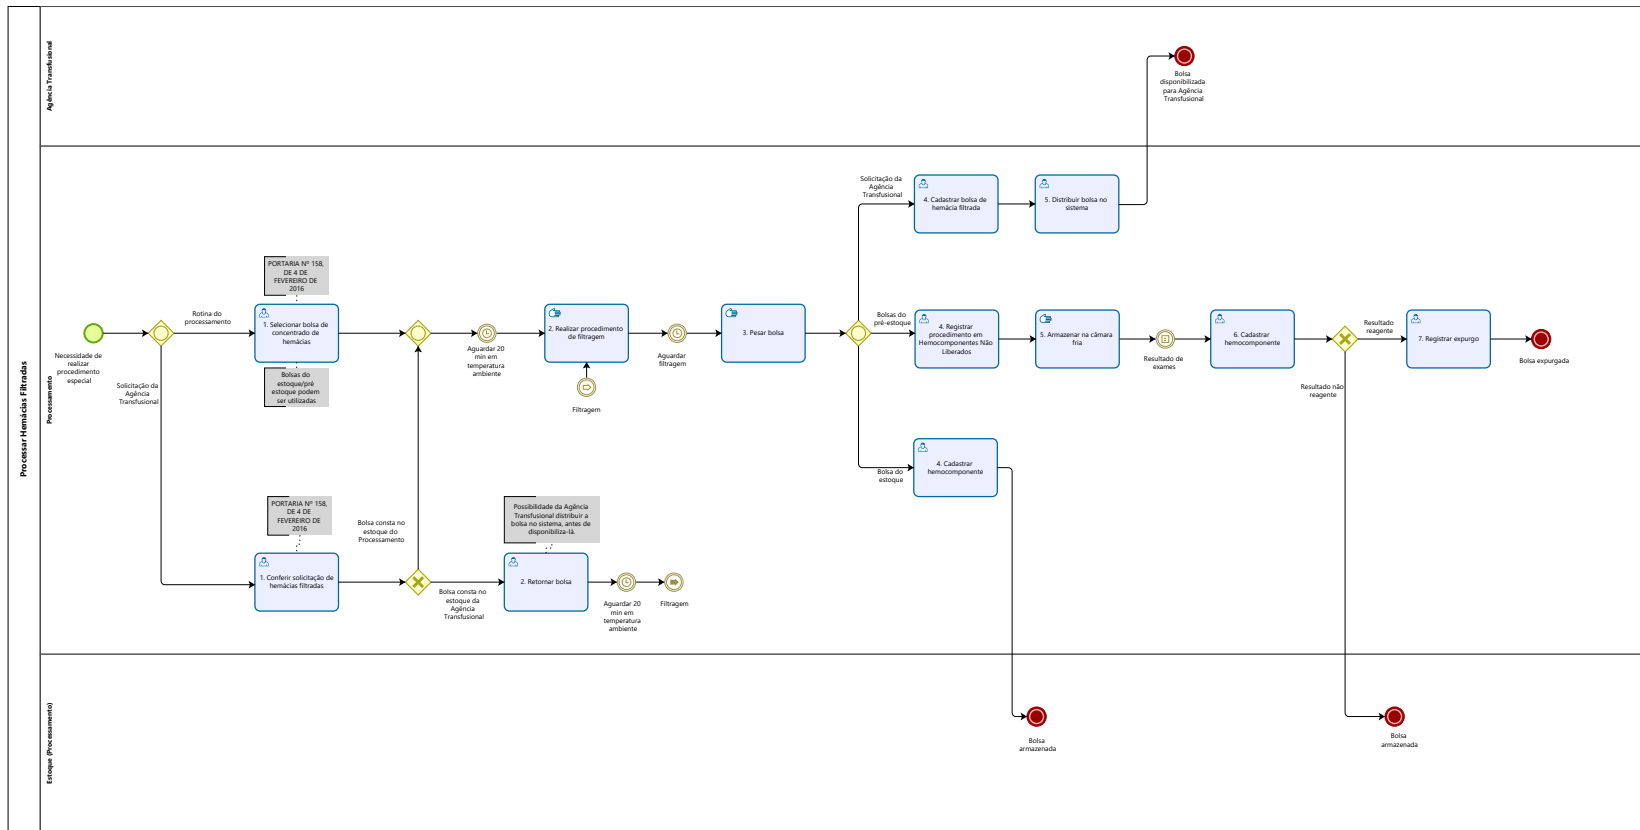 Processar Hemácias Filtradas
Agência Transfusional
Bolsa
disponibilizada
para Agência
Transfusional
Processamento
Necessidade de
realizar
procedimento
especial
Rotina do
processamento
Solicitação da
Agência
Transfusional
PORTARIA Nº 158,
DE 4 DE
FEVEREIRO DE
2016
1. Selecionar bolsa de
concentrado de
hemácias
Bolsas do
estoque/pré
estoque podem
ser utilizadas
PORTARIA Nº 158,
DE 4 DE
FEVEREIRO DE
2016
1. Conferir solicitação de
hemácias filtradas
Bolsa consta no
estoque do
Processamento
Bolsa consta no
estoque da
Agência
Transfusional
Possibilidade da Agência
Transfusional distribuir a
bolsa no sistema, antes de
disponibiliza-lá.
2. Retornar bolsa
Aguardar 20
min em
temperatura
ambiente
Filtragem
Aguardar 20
min em
temperatura
ambiente
2. Realizar procedimento
de filtragem
Filtragem
Aguardar
filtragem
3. Pesar bolsa
Solicitação da
Agência
Transfusional
4. Cadastrar bolsa de
hemácia filtrada
5. Distribuir bolsa no
sistema
Bolsas do
pré-estoque
4. Registrar
procedimento em
Hemocomponentes Não
Liberados
5. Armazenar na câmara
fria
Resultado de
exames
6. Cadastrar
hemocomponente
Resultado
reagente
7. Registrar expurgo
Bolsa expurgada
Resultado não
reagente
Bolsa do
estoque
4. Cadastrar
hemocomponente
Estoque (Processamento)
Bolsa
armazenada
Bolsa
armazenada